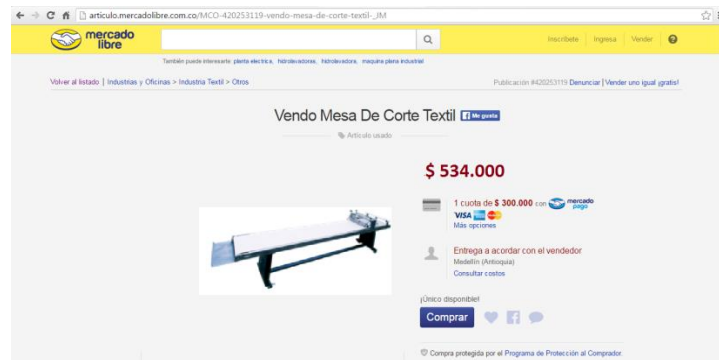 articulo.mercadolibre.com.co/MCO-420253119-vendo-mesa-de-corte-textil-_JM
mercado
libre
Inscríbete Ingresa Vender ?
También puede interesarte: planta electrica, hidrolavadoras, hidrolavadora, maquina plana industrial
Volver al listado | Industrias y Oficinas > Industria Textil > Otros
Publicación #420253119 Denunciar | Vender uno igual ¡gratis!
Vendo Mesa De Corte Textil
f Me gusta
Artículo usado
$ 534.000
1 cuota de $ 300.000 con mercado pago
VISA
Más opciones
Entrega a acordar con el vendedor
Medellín (Antioquia)
Consultar costos
¡Único disponible!
Comprar
Compra protegida por el Programa de Protección al Comprador